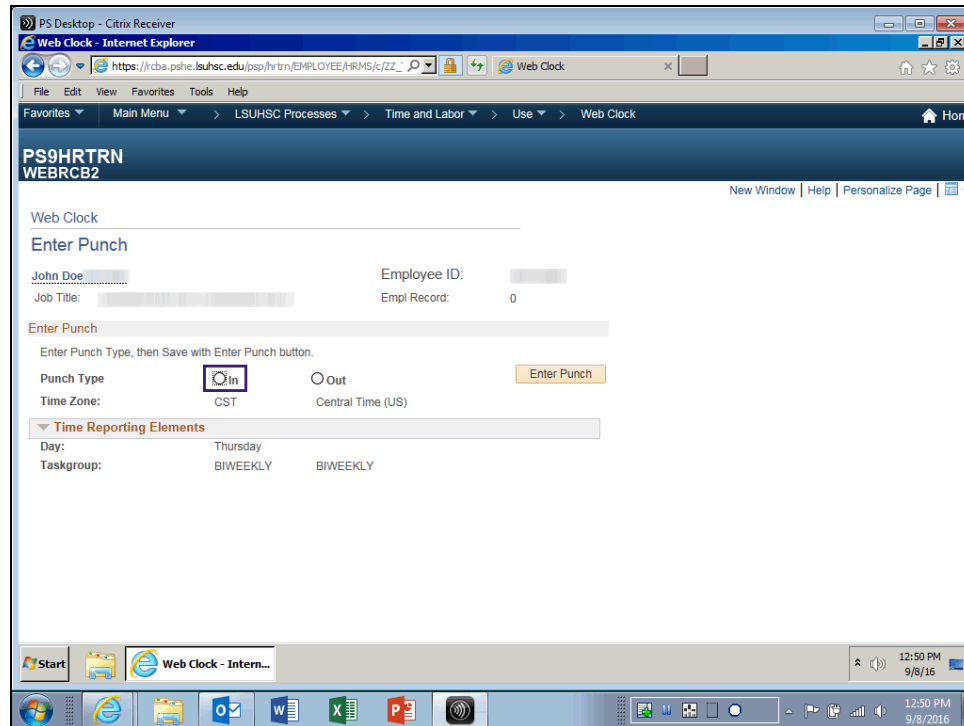 PS Desktop - Citrix Receiver
Web Clock - Internet Explorer
https://rcba.pshe.lsuhsc.edu/psp/hrtrn/EMPLOYEE/HRMS/c/ZZ_ Web Clock
File Edit View Favorites Tools Help
Favorites Main Menu > LSUHSC Processes > Time and Labor > Use > Web Clock Hon
PS9HRTRN
WEBRCB2
New Window | Help | Personalize Page |
Web Clock
Enter Punch
John Doe Employee ID:
Job Title: Empl Record: 0
Enter Punch
Enter Punch Type, then Save with Enter Punch button.
Punch Type In Out Enter Punch
Time Zone: CST Central Time (US)
Time Reporting Elements
Day: Thursday
Taskgroup: BIWEEKLY BIWEEKLY
Start Web Clock - Intern... 12:50 PM
9/8/16
12:50 PM
9/8/2016